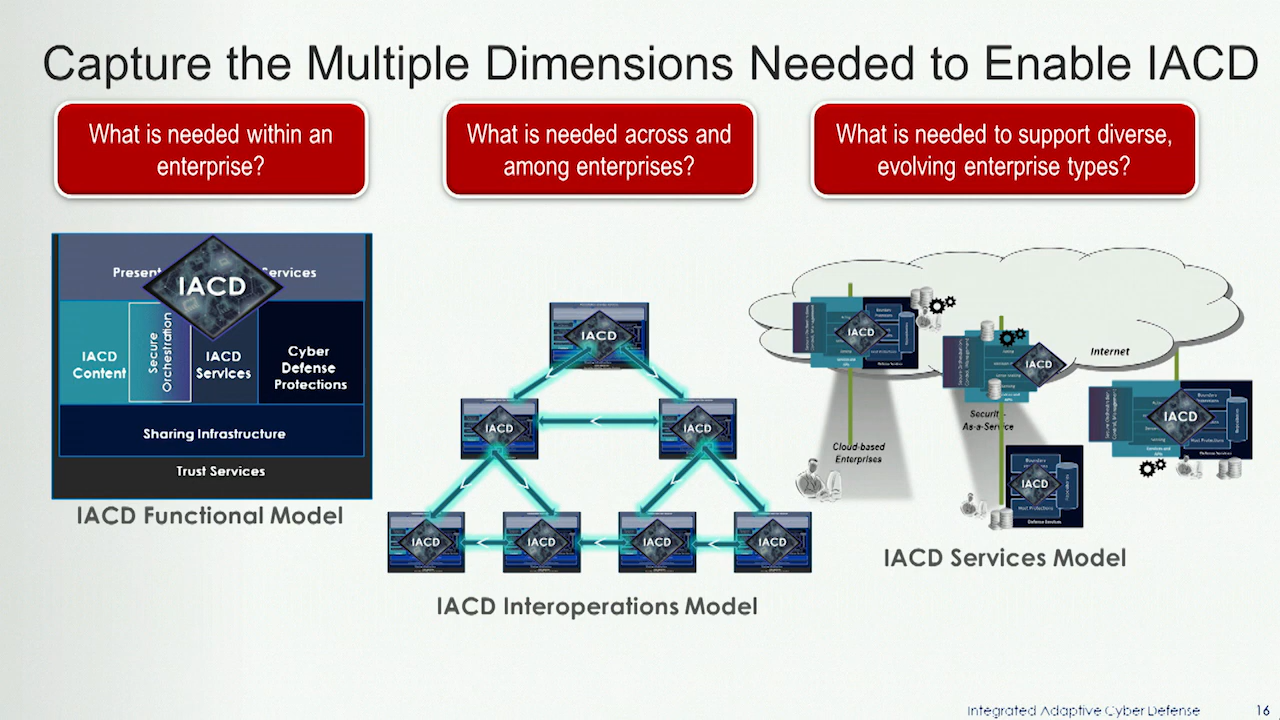 Capture the Multiple Dimensions Needed to Enable IACD
What is needed within an
enterprise?
What is needed across and
among enterprises?
What is needed to support diverse,
evolving enterprise types?
Present
Services
IACD
IACD
Content
Secure
Orchestration
IACD
Services
Cyber
Defense
Protections
Sharing Infrastructure
Trust Services
IACD Functional Model
IACD
IACD
IACD
IACD
IACD
IACD
IACD
IACD Interoperations Model
IACD
Internet
IACD
IACD
Security-
As-a-Service
Cloud-based
Enterprises
Boundary
IACD
Host Protections
Defense Services
IACD Services Model
Integrated Adaptive Cyber Defense
16